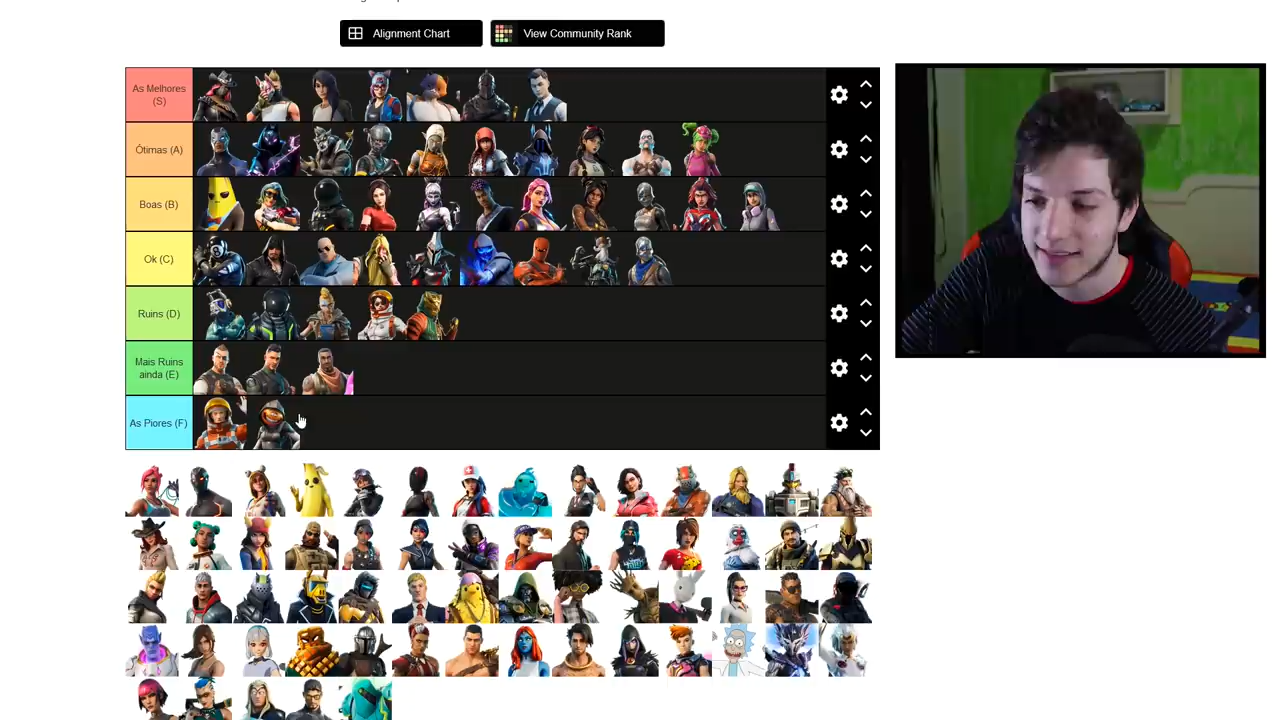 Alignment Chart
View Community Rank
As Melhores
(S)
Ótimas (A)
Boas (B)
Ok (C)
Ruins (D)
Mais Ruins
ainda (E)
As Piores (F)